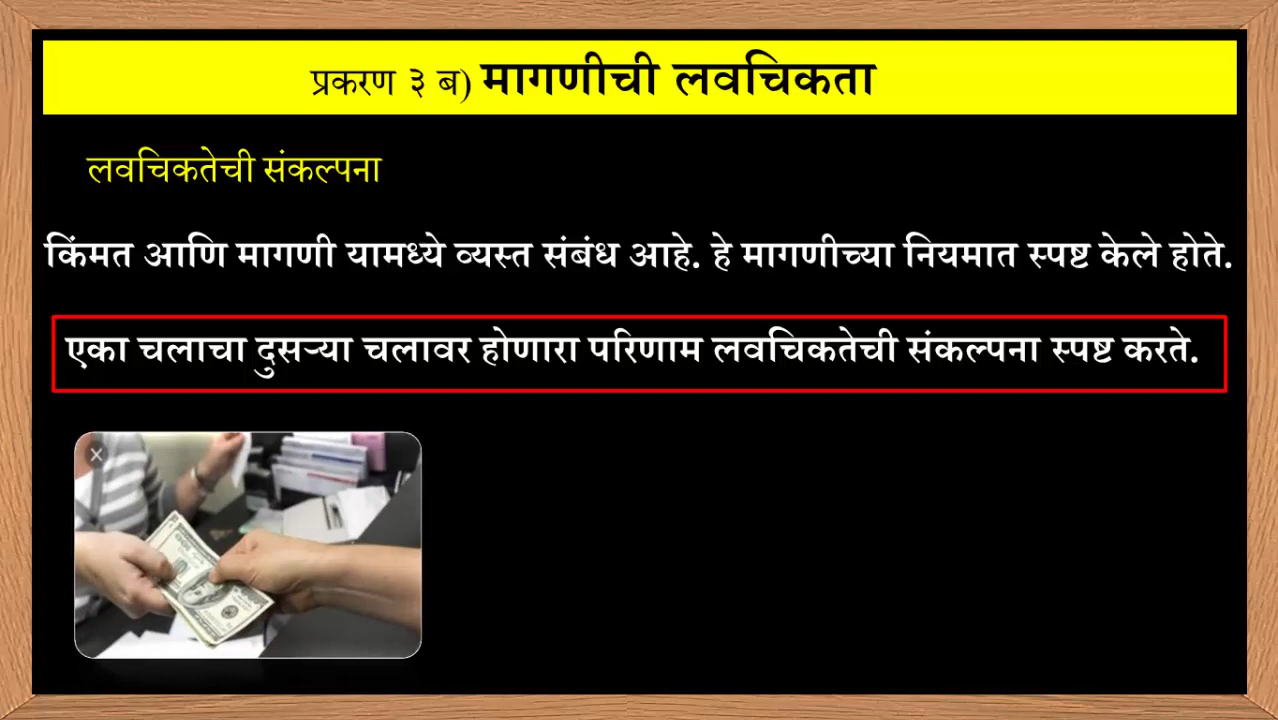 प्रकरण ३ ब) मागणीची लवचिकता
लवचिकतेची संकल्पना
किंमत आणि मागणी यामध्ये व्यस्त संबंध आहे. हे मागणीच्या नियमात स्पष्ट केले होते.
एका चलाचा दुसऱ्या चलावर होणारा परिणाम लवचिकतेची संकल्पना स्पष्ट करते.